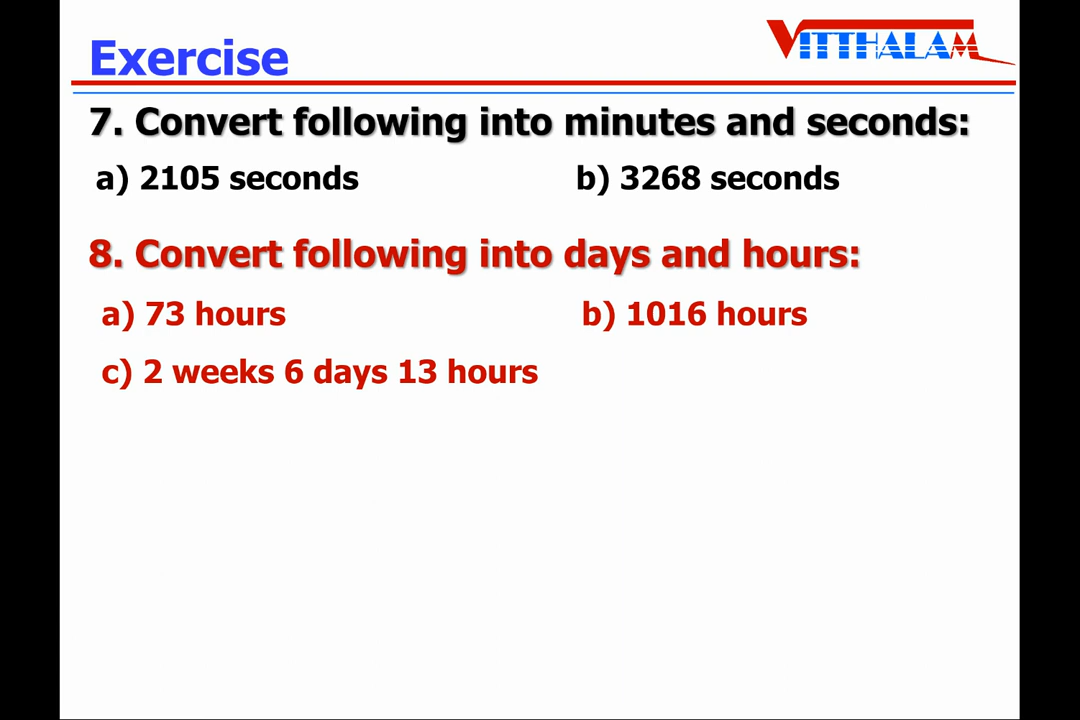 VITTHALAM
Exercise
7. Convert following into minutes and seconds:
a) 2105 seconds b) 3268 seconds
8. Convert following into days and hours:
a) 73 hours b) 1016 hours
c) 2 weeks 6 days 13 hours